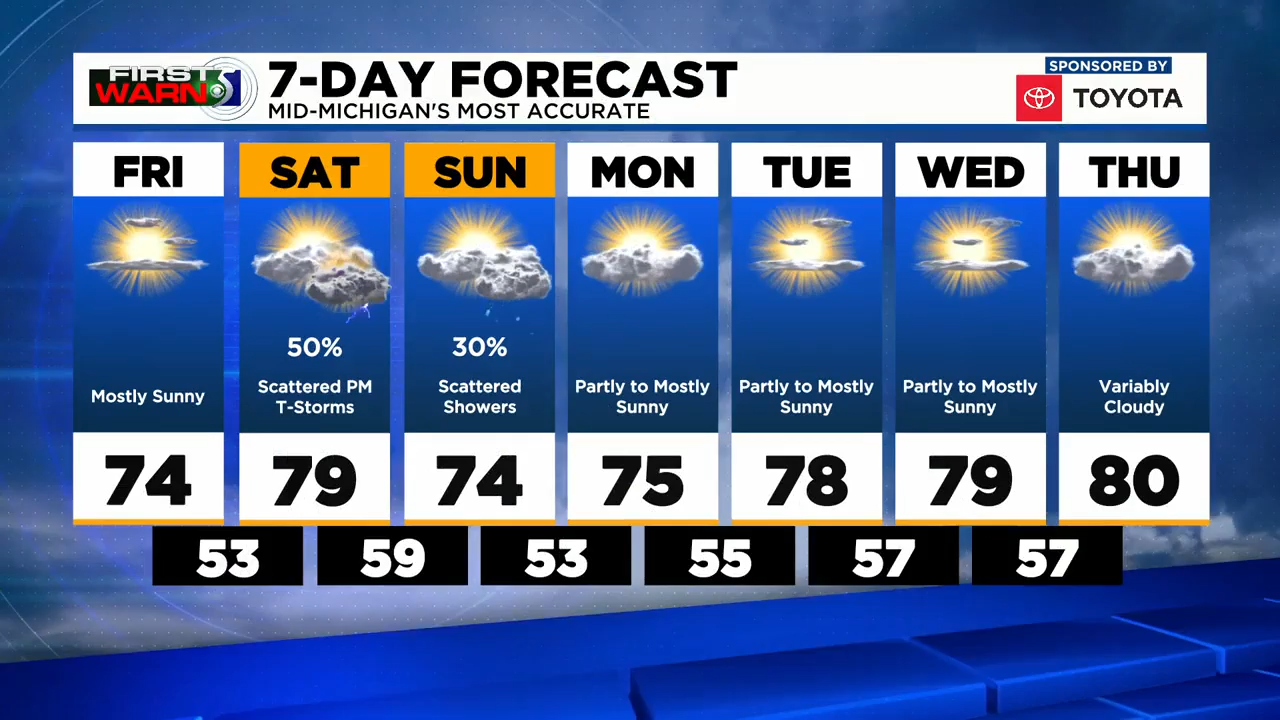 FIRST
WARN 5
7-DAY FORECAST
MID-MICHIGAN'S MOST ACCURATE
SPONSORED BY
TOYOTA
FRI
SAT
SUN
MON
TUE
WED
THU
50%
30%
Mostly Sunny
Scattered PM
T-Storms
Scattered
Showers
Partly to Mostly
Sunny
Partly to Mostly
Sunny
Partly to Mostly
Sunny
Variably
Cloudy
74
79
74
75
78
79
80
53
59
53
55
57
57